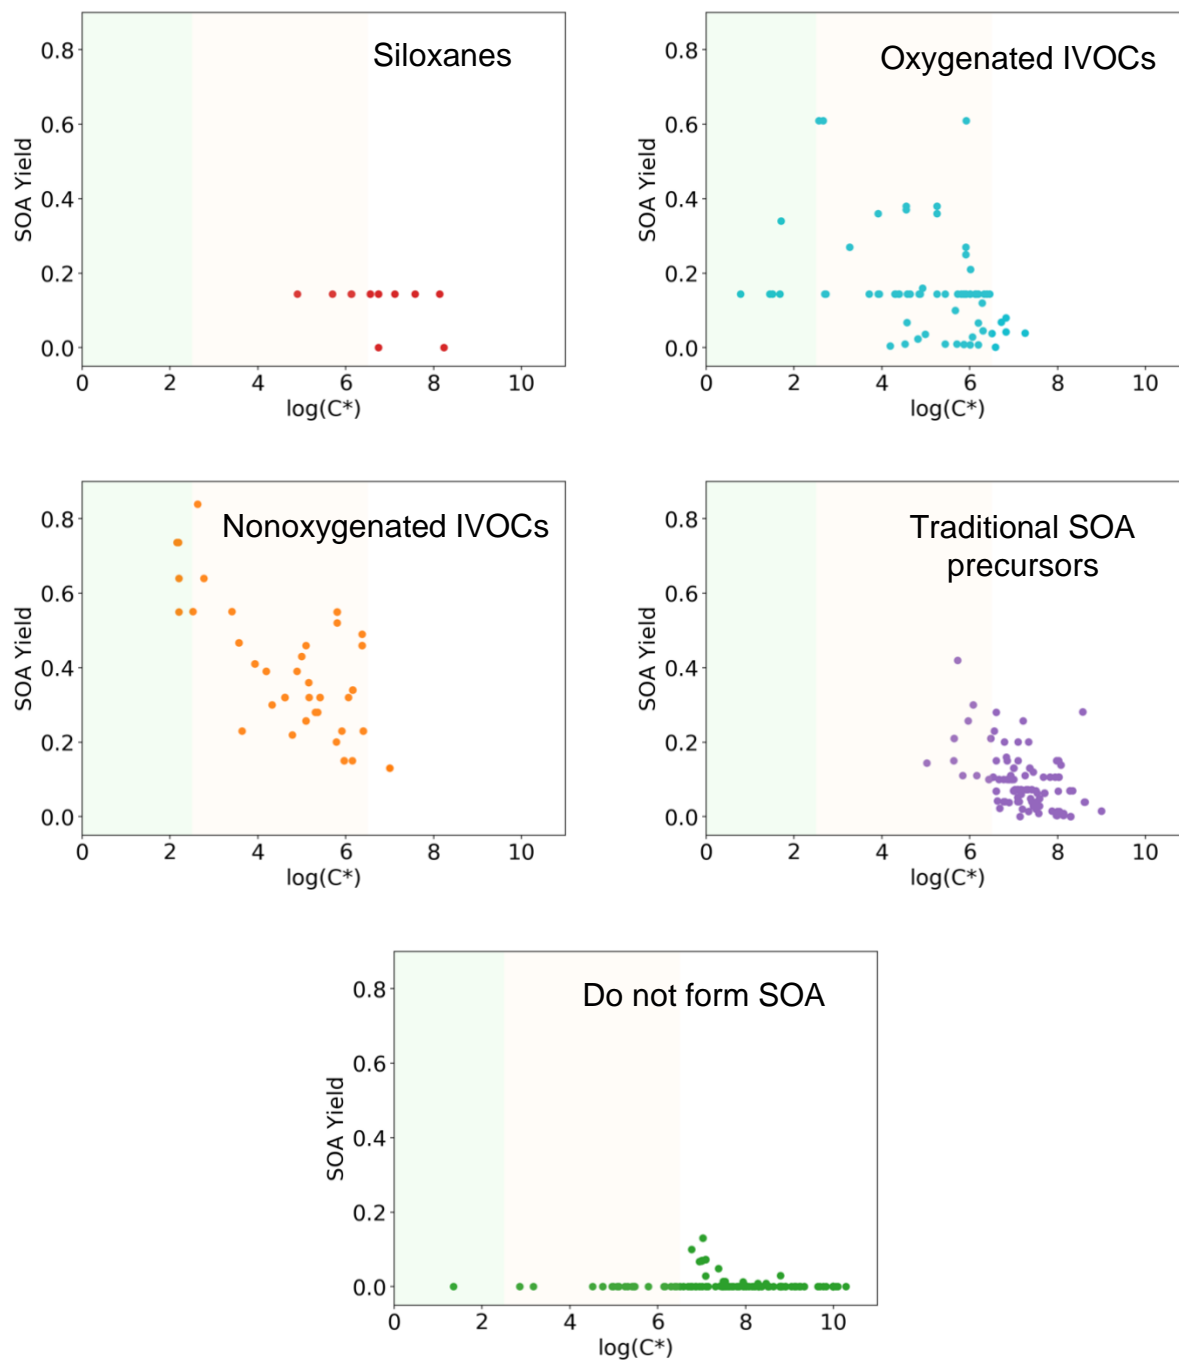 Siloxanes
0.8
0.6
0.4
0.2
0.0
SOA Yield
0 2 4 6 8 10
log(C*)
Oxygenated IVOCs
0.8
0.6
0.4
0.2
0.0
SOA Yield
0 2 4 6 8 10
log(C*)
Nonoxygenated IVOCs
0.8
0.6
0.4
0.2
0.0
SOA Yield
0 2 4 6 8 10
log(C*)
Traditional SOA
precursors
0.8
0.6
0.4
0.2
0.0
SOA Yield
0 2 4 6 8 10
log(C*)
Do not form SOA
0.8
0.6
0.4
0.2
0.0
SOA Yield
0 2 4 6 8 10
log(C*)